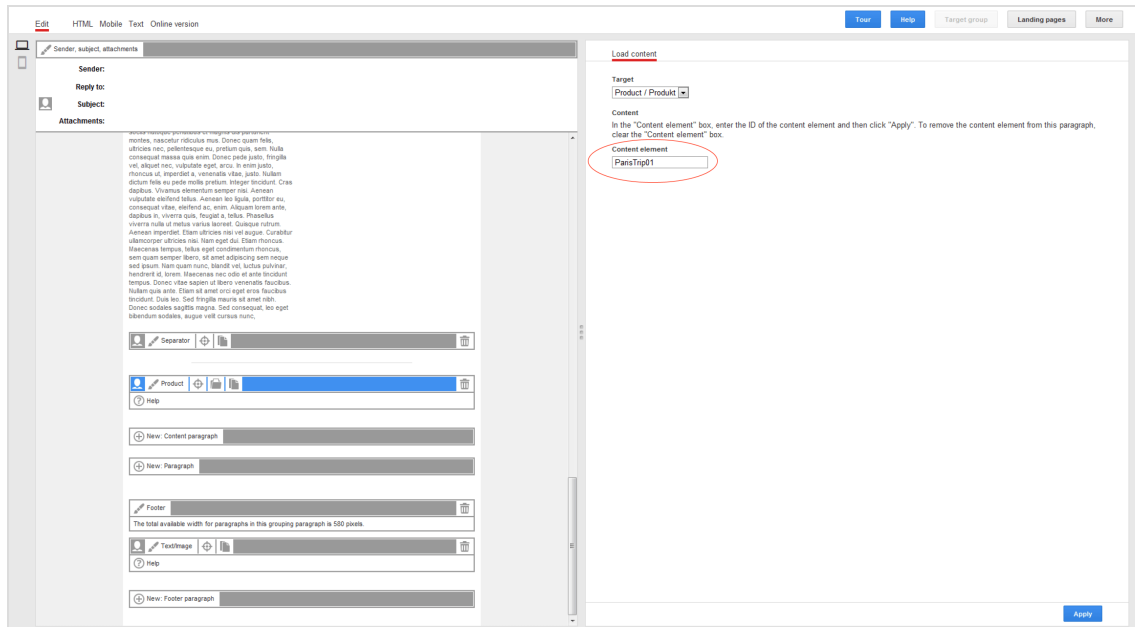 Edit HTML Mobile Text Online version Tour Help Target group Landing pages More
Sender, subject, attachments
Sender:
Reply to:
Subject:
Attachments:
sociis natoque penatibus et magnis dis parturient
montes, nascetur ridiculus mus. Donec quam felis,
ultricies nec, pellentesque eu, pretium quis, sem. Nulla
consequat massa quis enim. Donec pede justo, fringilla
vel, aliquet nec, vulputate eget, arcu. In enim justo,
rhoncus ut, imperdiet a, venenatis vitae, justo. Nullam
dictum felis eu pede mollis pretium. Integer tincidunt. Cras
dapibus. Vivamus elementum semper nisi. Aenean
vulputate eleifend tellus. Aenean leo ligula, porttitor eu,
consequat vitae, eleifend ac, enim. Aliquam lorem ante,
dapibus in, viverra quis, feugiat a, tellus. Phasellus
viverra nulla ut metus varius laoreet. Quisque rutrum.
Aenean imperdiet. Etiam ultricies nisi vel augue. Curabitur
ullamcorper ultricies nisi. Nam eget dui. Etiam rhoncus.
Maecenas tempus, tellus eget condimentum rhoncus,
sem quam semper libero, sit amet adipiscing sem neque
sed ipsum. Nam quam nunc, blandit vel, luctus pulvinar,
hendrerit id, lorem. Maecenas nec odio et ante tincidunt
tempus. Donec vitae sapien ut libero venenatis faucibus.
Nullam quis ante. Etiam sit amet orci eget eros faucibus
tincidunt. Duis leo. Sed fringilla mauris sit amet nibh.
Donec sodales sagittis magna. Sed consequat, leo eget
bibendum sodales, augue velit cursus nunc,
Separator
Product
Help
New: Content paragraph
New: Paragraph
Footer
The total available width for paragraphs in this grouping paragraph is 580 pixels.
Text/Image
Help
New: Footer paragraph
Load content
Target
Product / Produkt
Content
In the "Content element" box, enter the ID of the content element and then click "Apply". To remove the content element from this paragraph,
clear the "Content element" box.
Content element
ParisTrip01
Apply